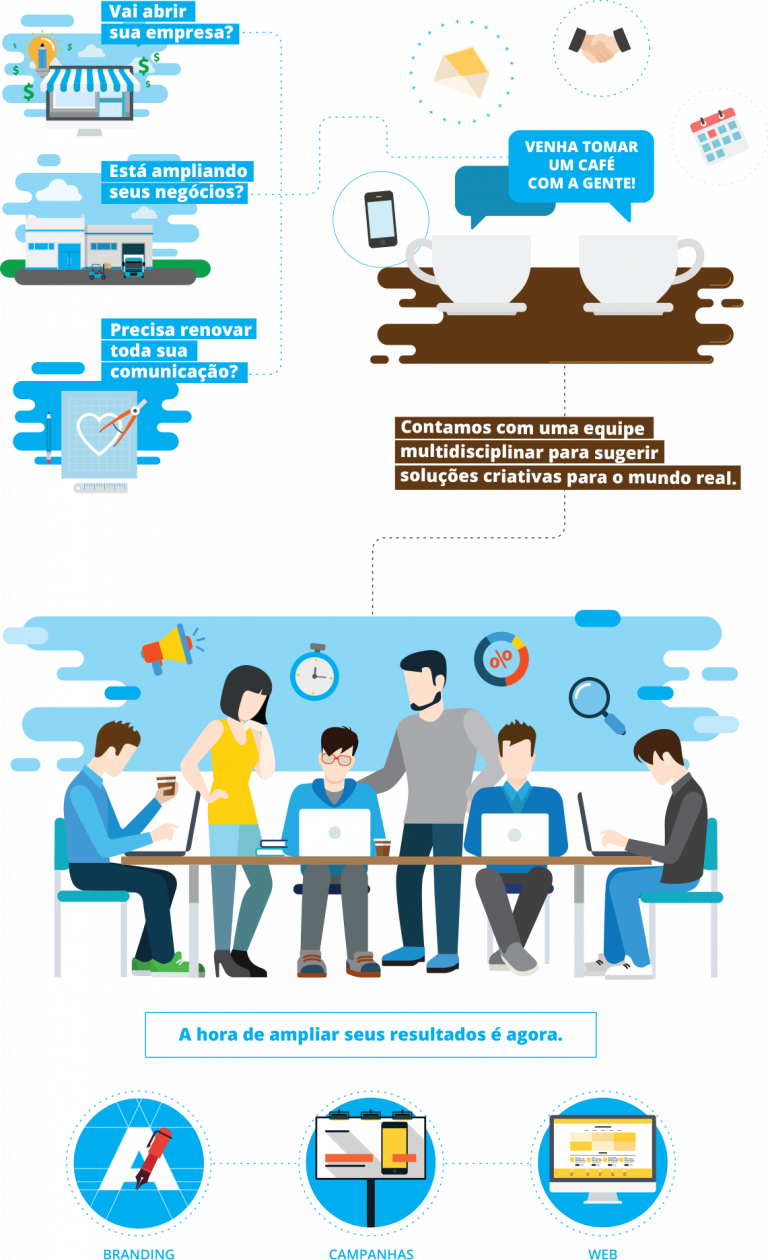 Vai abrir
sua empresa?
VENHA TOMAR
UM CAFÉ
COM A GENTE!
Está ampliando
seus negócios?
Precisa renovar
toda sua
comunicação?
Contamos com uma equipe
multidisciplinar para sugerir
soluções criativas para o mundo real.
%
A hora de ampliar seus resultados é agora.
A
BRANDING
CAMPANHAS
WEB